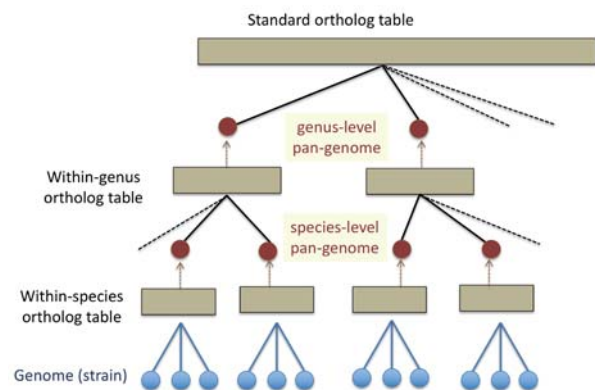 Standard ortholog table
genus-level
pan-genome
Within-genus
ortholog table
species-level
pan-genome
Within-species
ortholog table
Genome (strain)